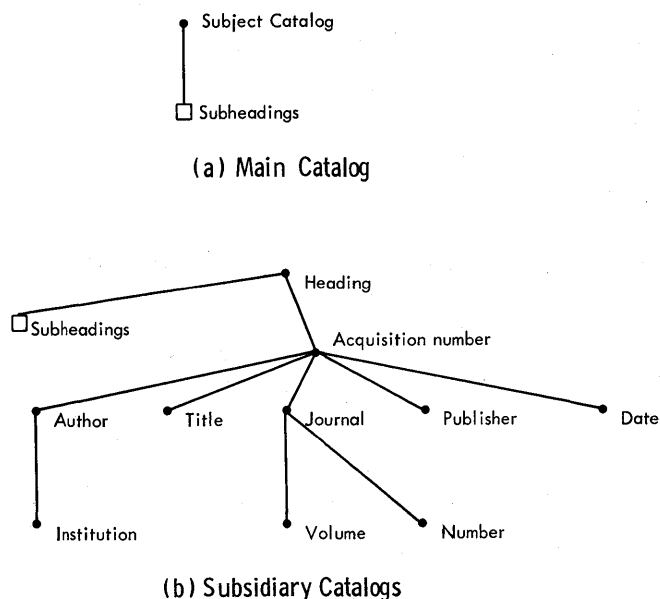 Subject Catalog
Subheadings
(a) Main Catalog
Heading
Subheadings
Acquisition number
Author
Title
Journal
Publisher
Date
Institution
Volume
Number
(b) Subsidiary Catalogs